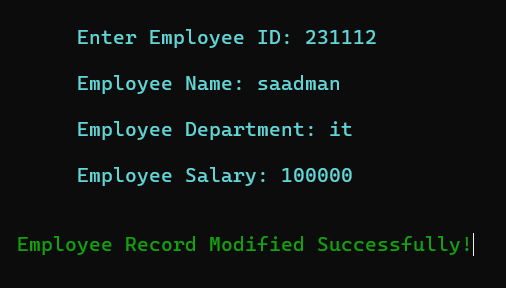 Enter Employee ID: 231112
Employee Name: saadman
Employee Department: it
Employee Salary: 100000
Employee Record Modified Successfully!